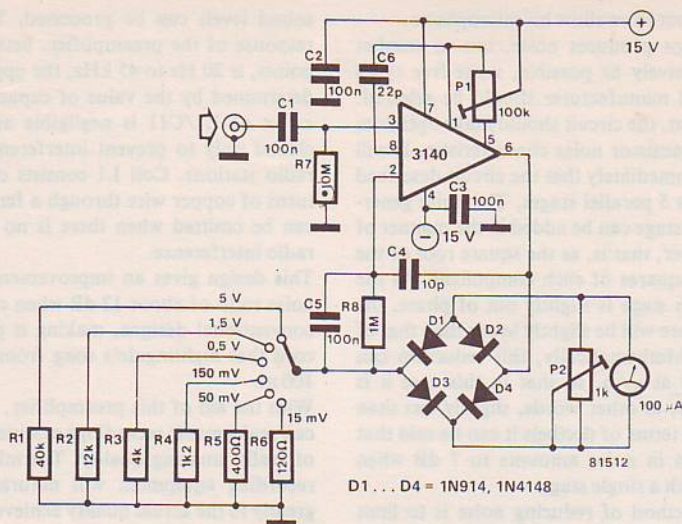 +
15 V
C2
100n
C6
22p
P1
100k
C1
100n
R7
10M
3
8
2
7
1
5
6
4
3140
C3
100n
−
15 V
C4
10p
C5
100n
R8
1M
5 V
1,5 V
0,5 V
150 mV
50 mV
15 mV
D1
D2
D3
D4
P2
1k
100 µA
R1
40k
R2
12k
R3
4k
R4
1k2
R5
400Ω
R6
120Ω
81512
D1 . . . D4 = 1N914, 1N4148